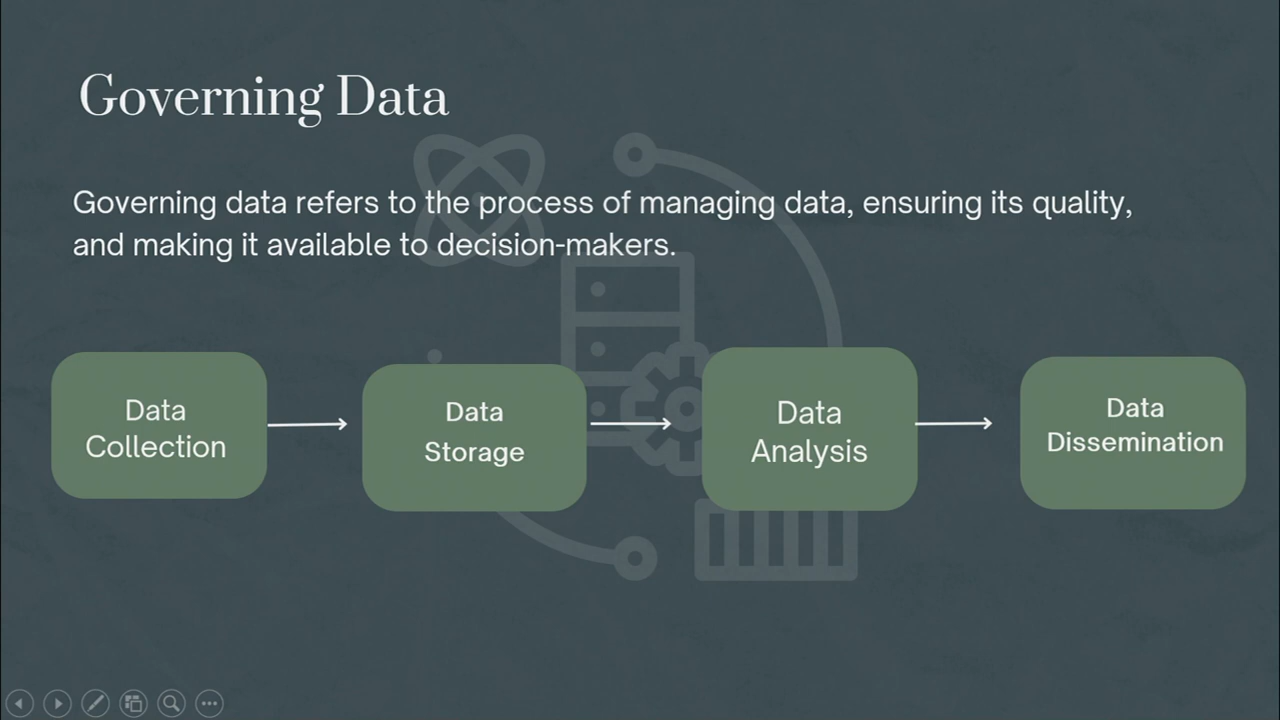 Governing Data
Governing data refers to the process of managing data, ensuring its quality,
and making it available to decision-makers.
Data
Collection
Data
Storage
Data
Analysis
Data
Dissemination